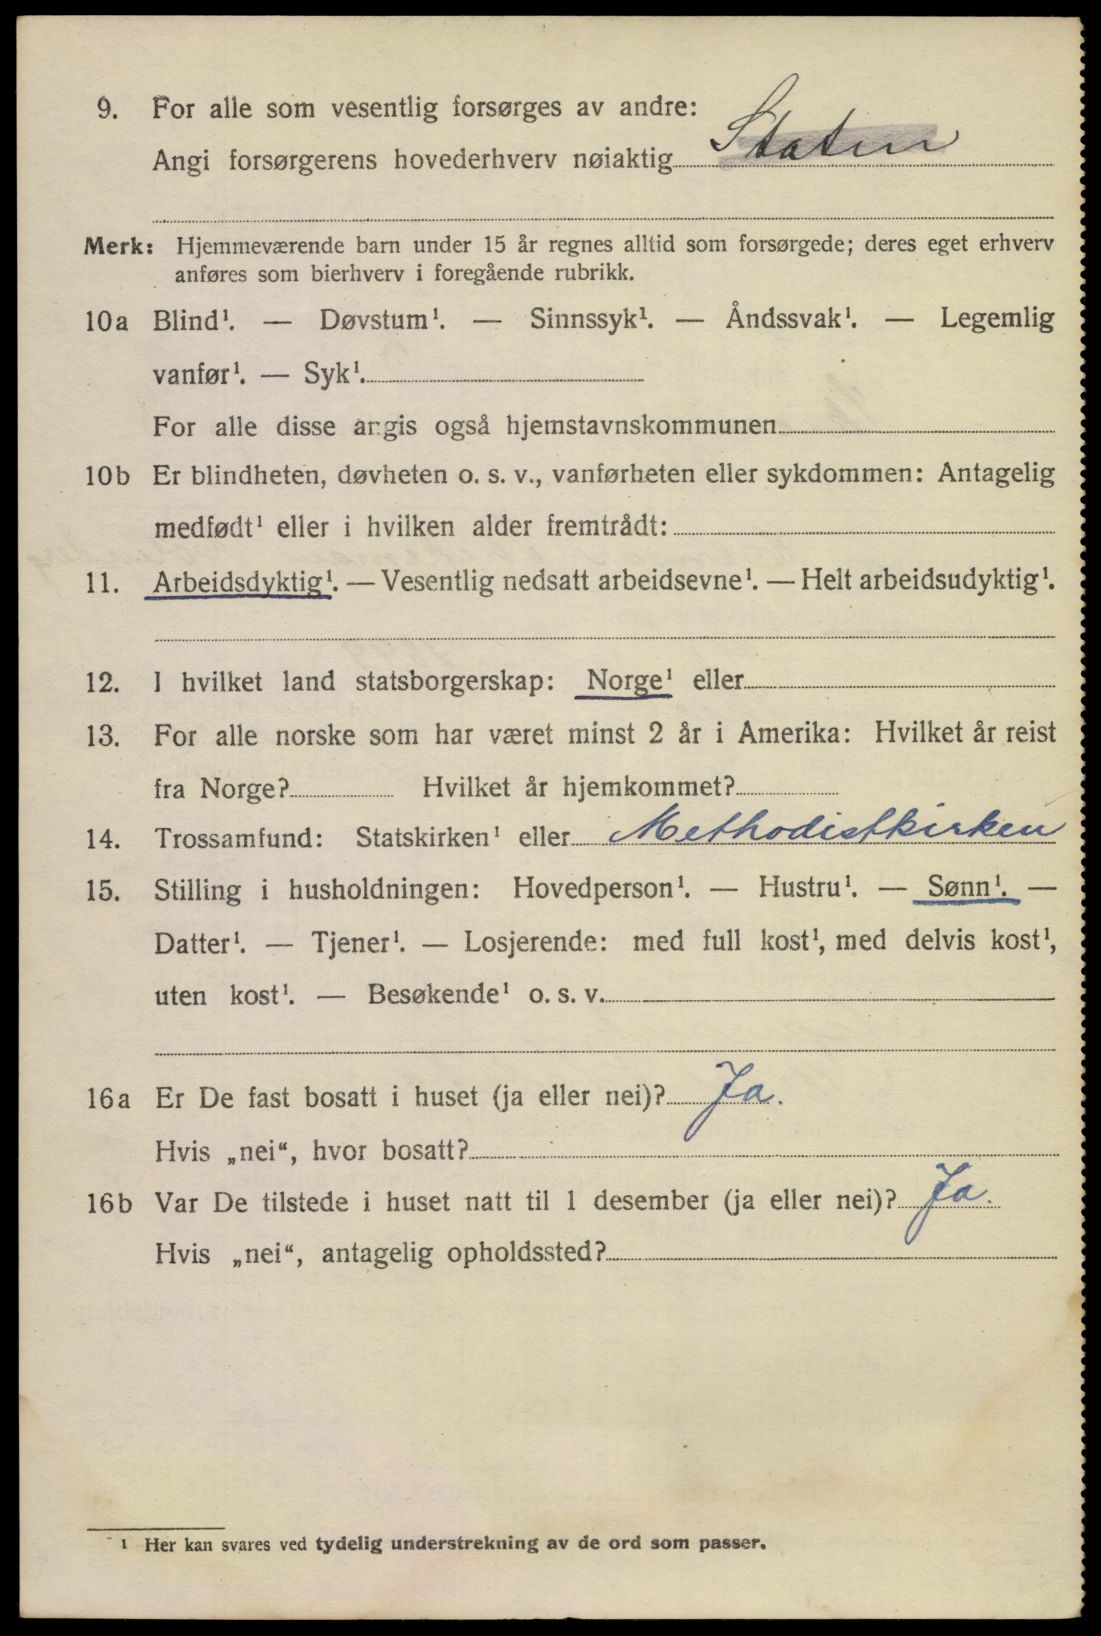 9. For alle som vesentlig forsørges av andre:
Angi forsørgerens hovederhverv nøiaktig Staten
Merk: Hjemmeværende barn under 15 år regnes alltid som forsørgede; deres eget erhverv
anføres som bierhverv i foregående rubrikk.
10a Blind¹. — Døvstum¹. — Sinnssyk¹. — Åndssvak¹. — Legemlig
vanfør¹. — Syk¹.
For alle disse angis også hjemstavnskommunen
10b Er blindheten, døvheten o. s. v., vanførheten eller sykdommen: Antagelig
medfødt¹ eller i hvilken alder fremtrådt:
11. Arbeidsdyktig¹. — Vesentlig nedsatt arbeidsevne¹. — Helt arbeidsudyktig¹.
12. I hvilket land statsborgerskap: Norge¹ eller
13. For alle norske som har været minst 2 år i Amerika: Hvilket år reist
fra Norge? Hvilket år hjemkommet?
14. Trossamfund: Statskirken¹ eller Methodistkirken
15. Stilling i husholdningen: Hovedperson¹. — Hustru¹. — Sønn¹. —
Datter¹. — Tjener¹. — Losjerende: med full kost¹, med delvis kost¹,
uten kost¹. — Besøkende¹ o. s. v.
16a Er De fast bosatt i huset (ja eller nei)? Ja.
Hvis „nei“, hvor bosatt?
16b Var De tilstede i huset natt til 1 desember (ja eller nei)? Ja.
Hvis „nei“, antagelig opholdssted?
¹ Her kan svares ved tydelig understrekning av de ord som passer.